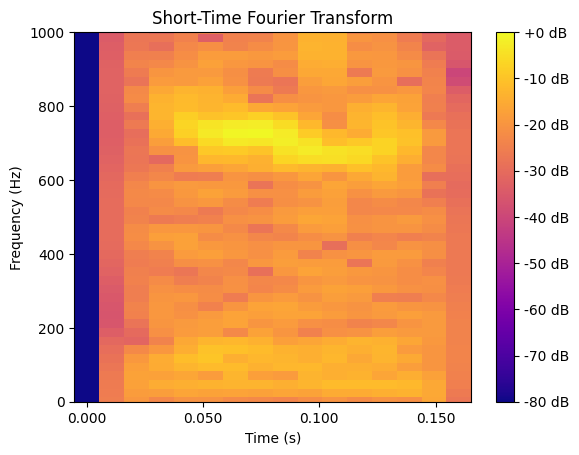 Short-Time Fourier Transform
1000
800
600
400
200
0
Frequency (Hz)
0.000
0.050
0.100
0.150
Time (s)
+0 dB
-10 dB
-20 dB
-30 dB
-40 dB
-50 dB
-60 dB
-70 dB
-80 dB